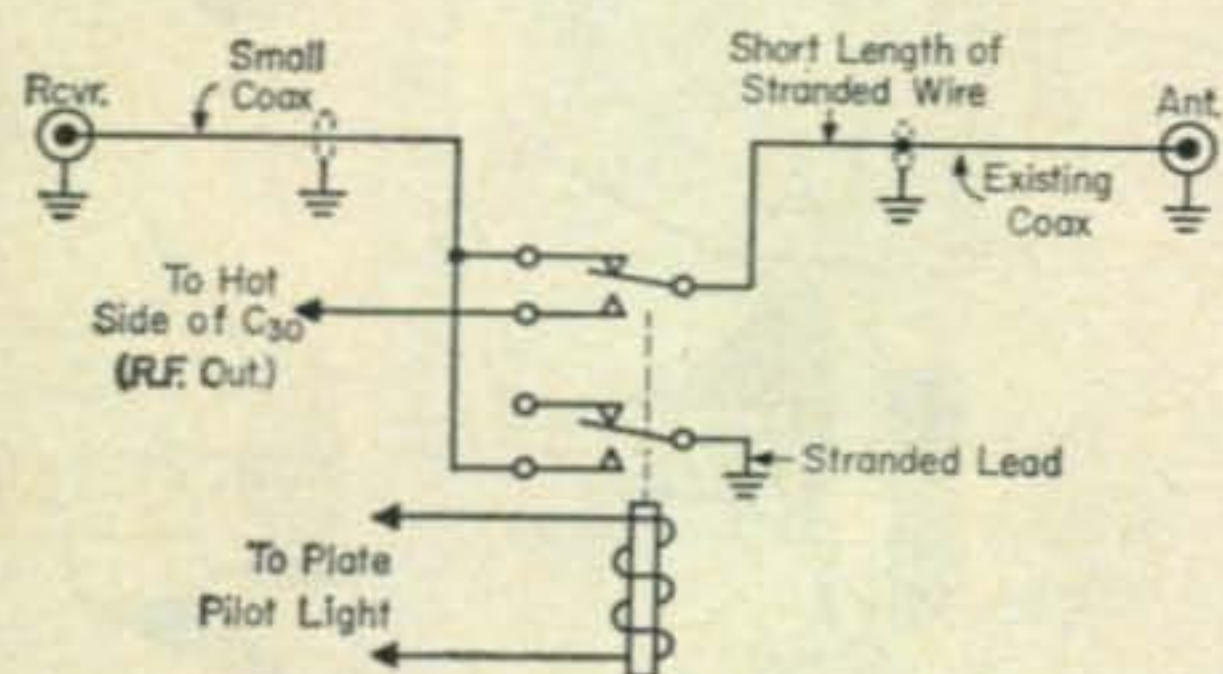 Rcvr.
Small
Coax
Short Length of
Stranded Wire
Ant.
Existing
Coax
To Hot
Side of C30
(R.F. Out.)
Stranded Lead
To Plate
Pilot Light